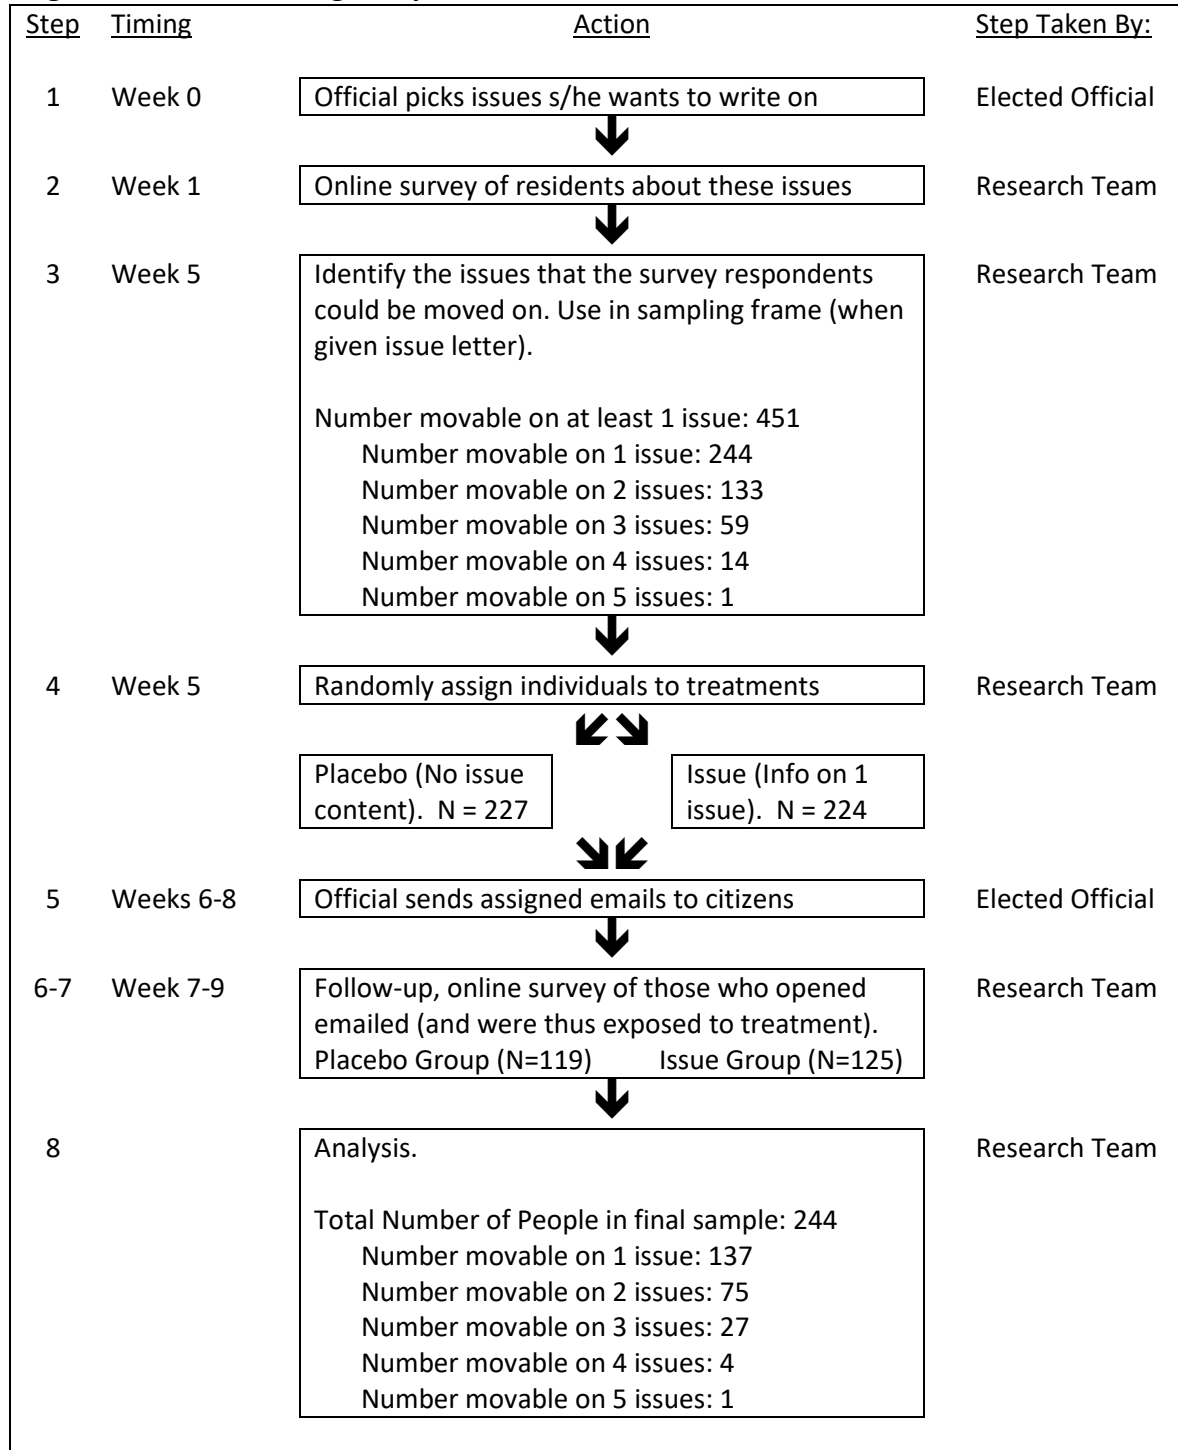 Step Timing Action Step Taken By:
1 Week 0 Official picks issues s/he wants to write on Elected Official
2 Week 1 Online survey of residents about these issues Research Team
3 Week 5 Identify the issues that the survey respondents Research Team
could be moved on. Use in sampling frame (when
given issue letter).
Number movable on at least 1 issue: 451
Number movable on 1 issue: 244
Number movable on 2 issues: 133
Number movable on 3 issues: 59
Number movable on 4 issues: 14
Number movable on 5 issues: 1
4 Week 5 Randomly assign individuals to treatments Research Team
Placebo (No issue
content). N = 227
Issue (Info on 1
issue). N = 224
5 Weeks 6-8 Official sends assigned emails to citizens Elected Official
6-7 Week 7-9 Follow-up, online survey of those who opened Research Team
emailed (and were thus exposed to treatment).
Placebo Group (N=119) Issue Group (N=125)
8 Analysis. Research Team
Total Number of People in final sample: 244
Number movable on 1 issue: 137
Number movable on 2 issues: 75
Number movable on 3 issues: 27
Number movable on 4 issues: 4
Number movable on 5 issues: 1